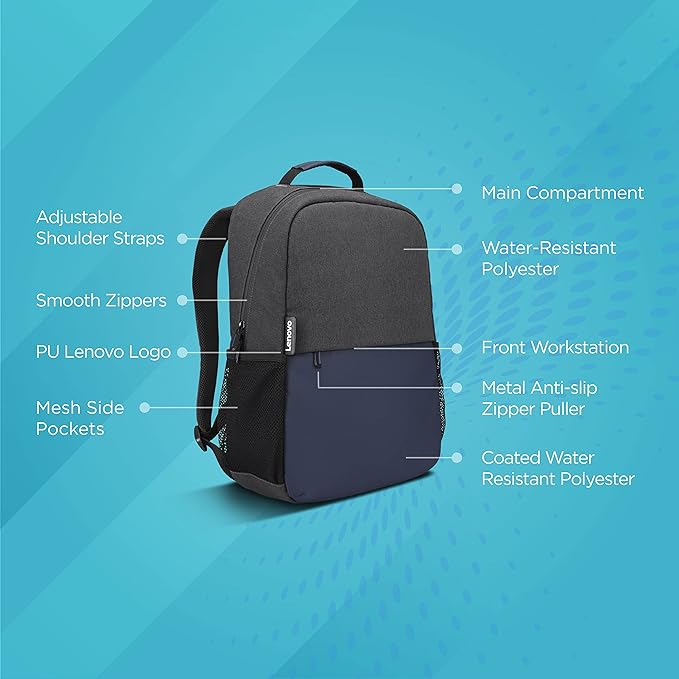 Adjustable
Shoulder Straps
Smooth Zippers
PU Lenovo Logo
Mesh Side
Pockets
Lenovo
Main Compartment
Water-Resistant
Polyester
Front Workstation
Metal Anti-slip
Zipper Puller
Coated Water
Resistant Polyester